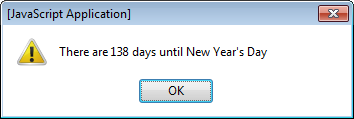 [JavaScript Application]
There are 138 days until New Year's Day
OK